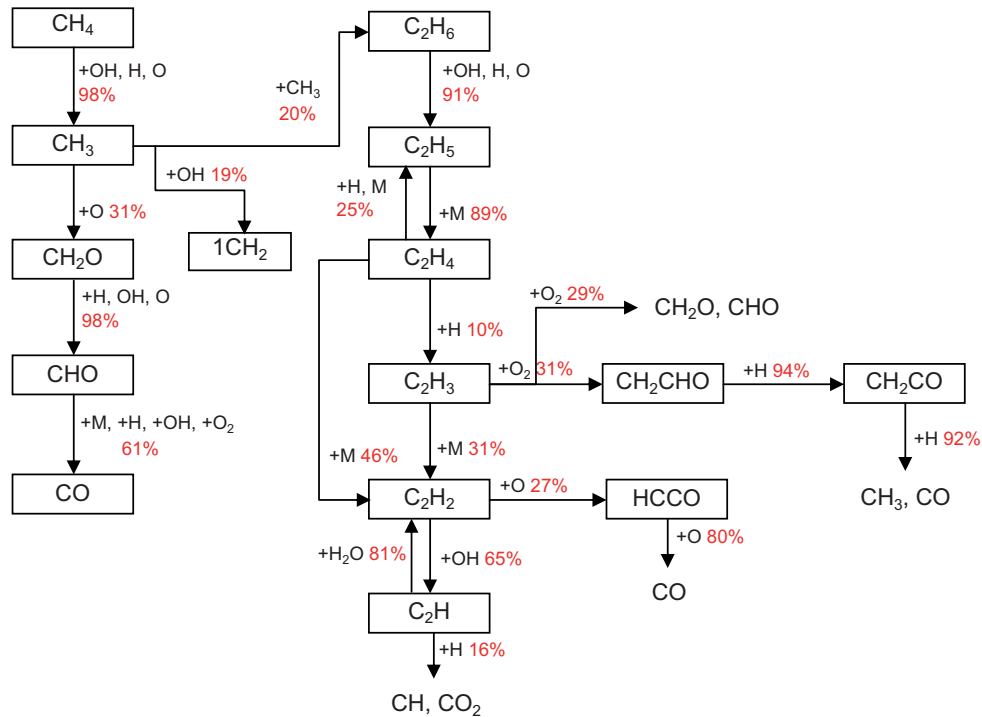 CH₄
C₂H₆
+OH, H, O
98%
+CH₃
20%
+OH, H, O
91%
CH₃
C₂H₅
+OH 19%
+H, M
25%
+O 31%
+M 89%
CH₂O
1CH₂
C₂H₄
+H, OH, O
98%
+O₂ 29%
CH₂O, CHO
+H 10%
CHO
C₂H₃
+O₂ 31%
CH₂CHO
+H 94%
CH₂CO
+M, +H, +OH, +O₂
61%
+M 46%
+M 31%
+H 92%
CO
C₂H₂
+O 27%
HCCO
CH₃, CO
+H₂O 81%
+OH 65%
+O 80%
CO
C₂H
+H 16%
CH, CO₂